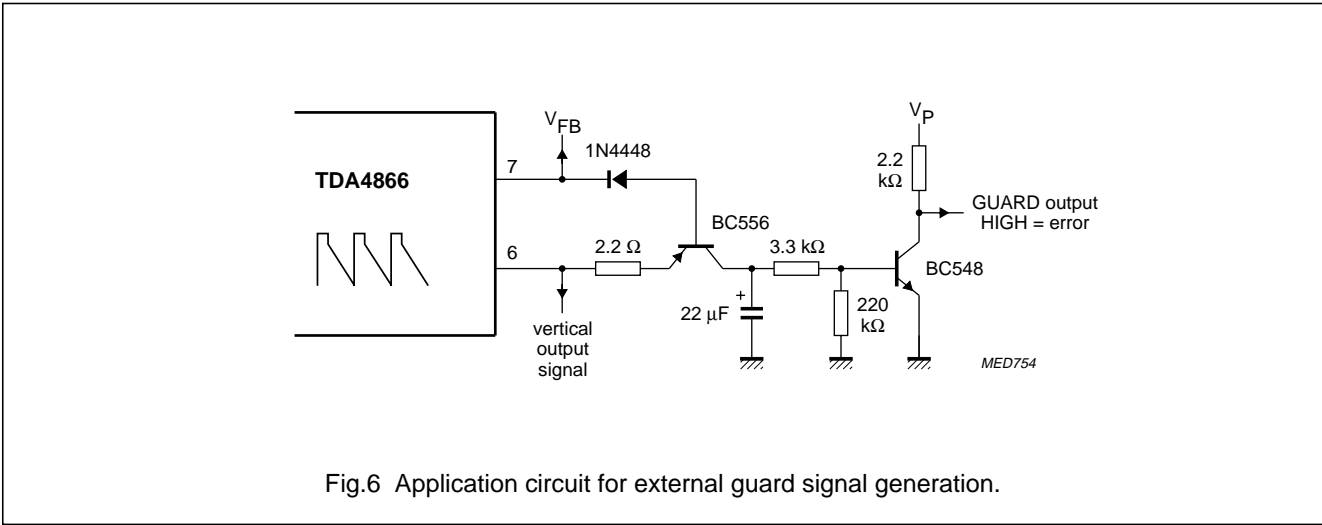 V_FB
1N4448
TDA4866
7
BC556
6
2.2 Ω
3.3 kΩ
22 μF
+
220
kΩ
vertical
output
signal
V_P
2.2
kΩ
GUARD output
HIGH = error
BC548
MED754
Fig.6 Application circuit for external guard signal generation.